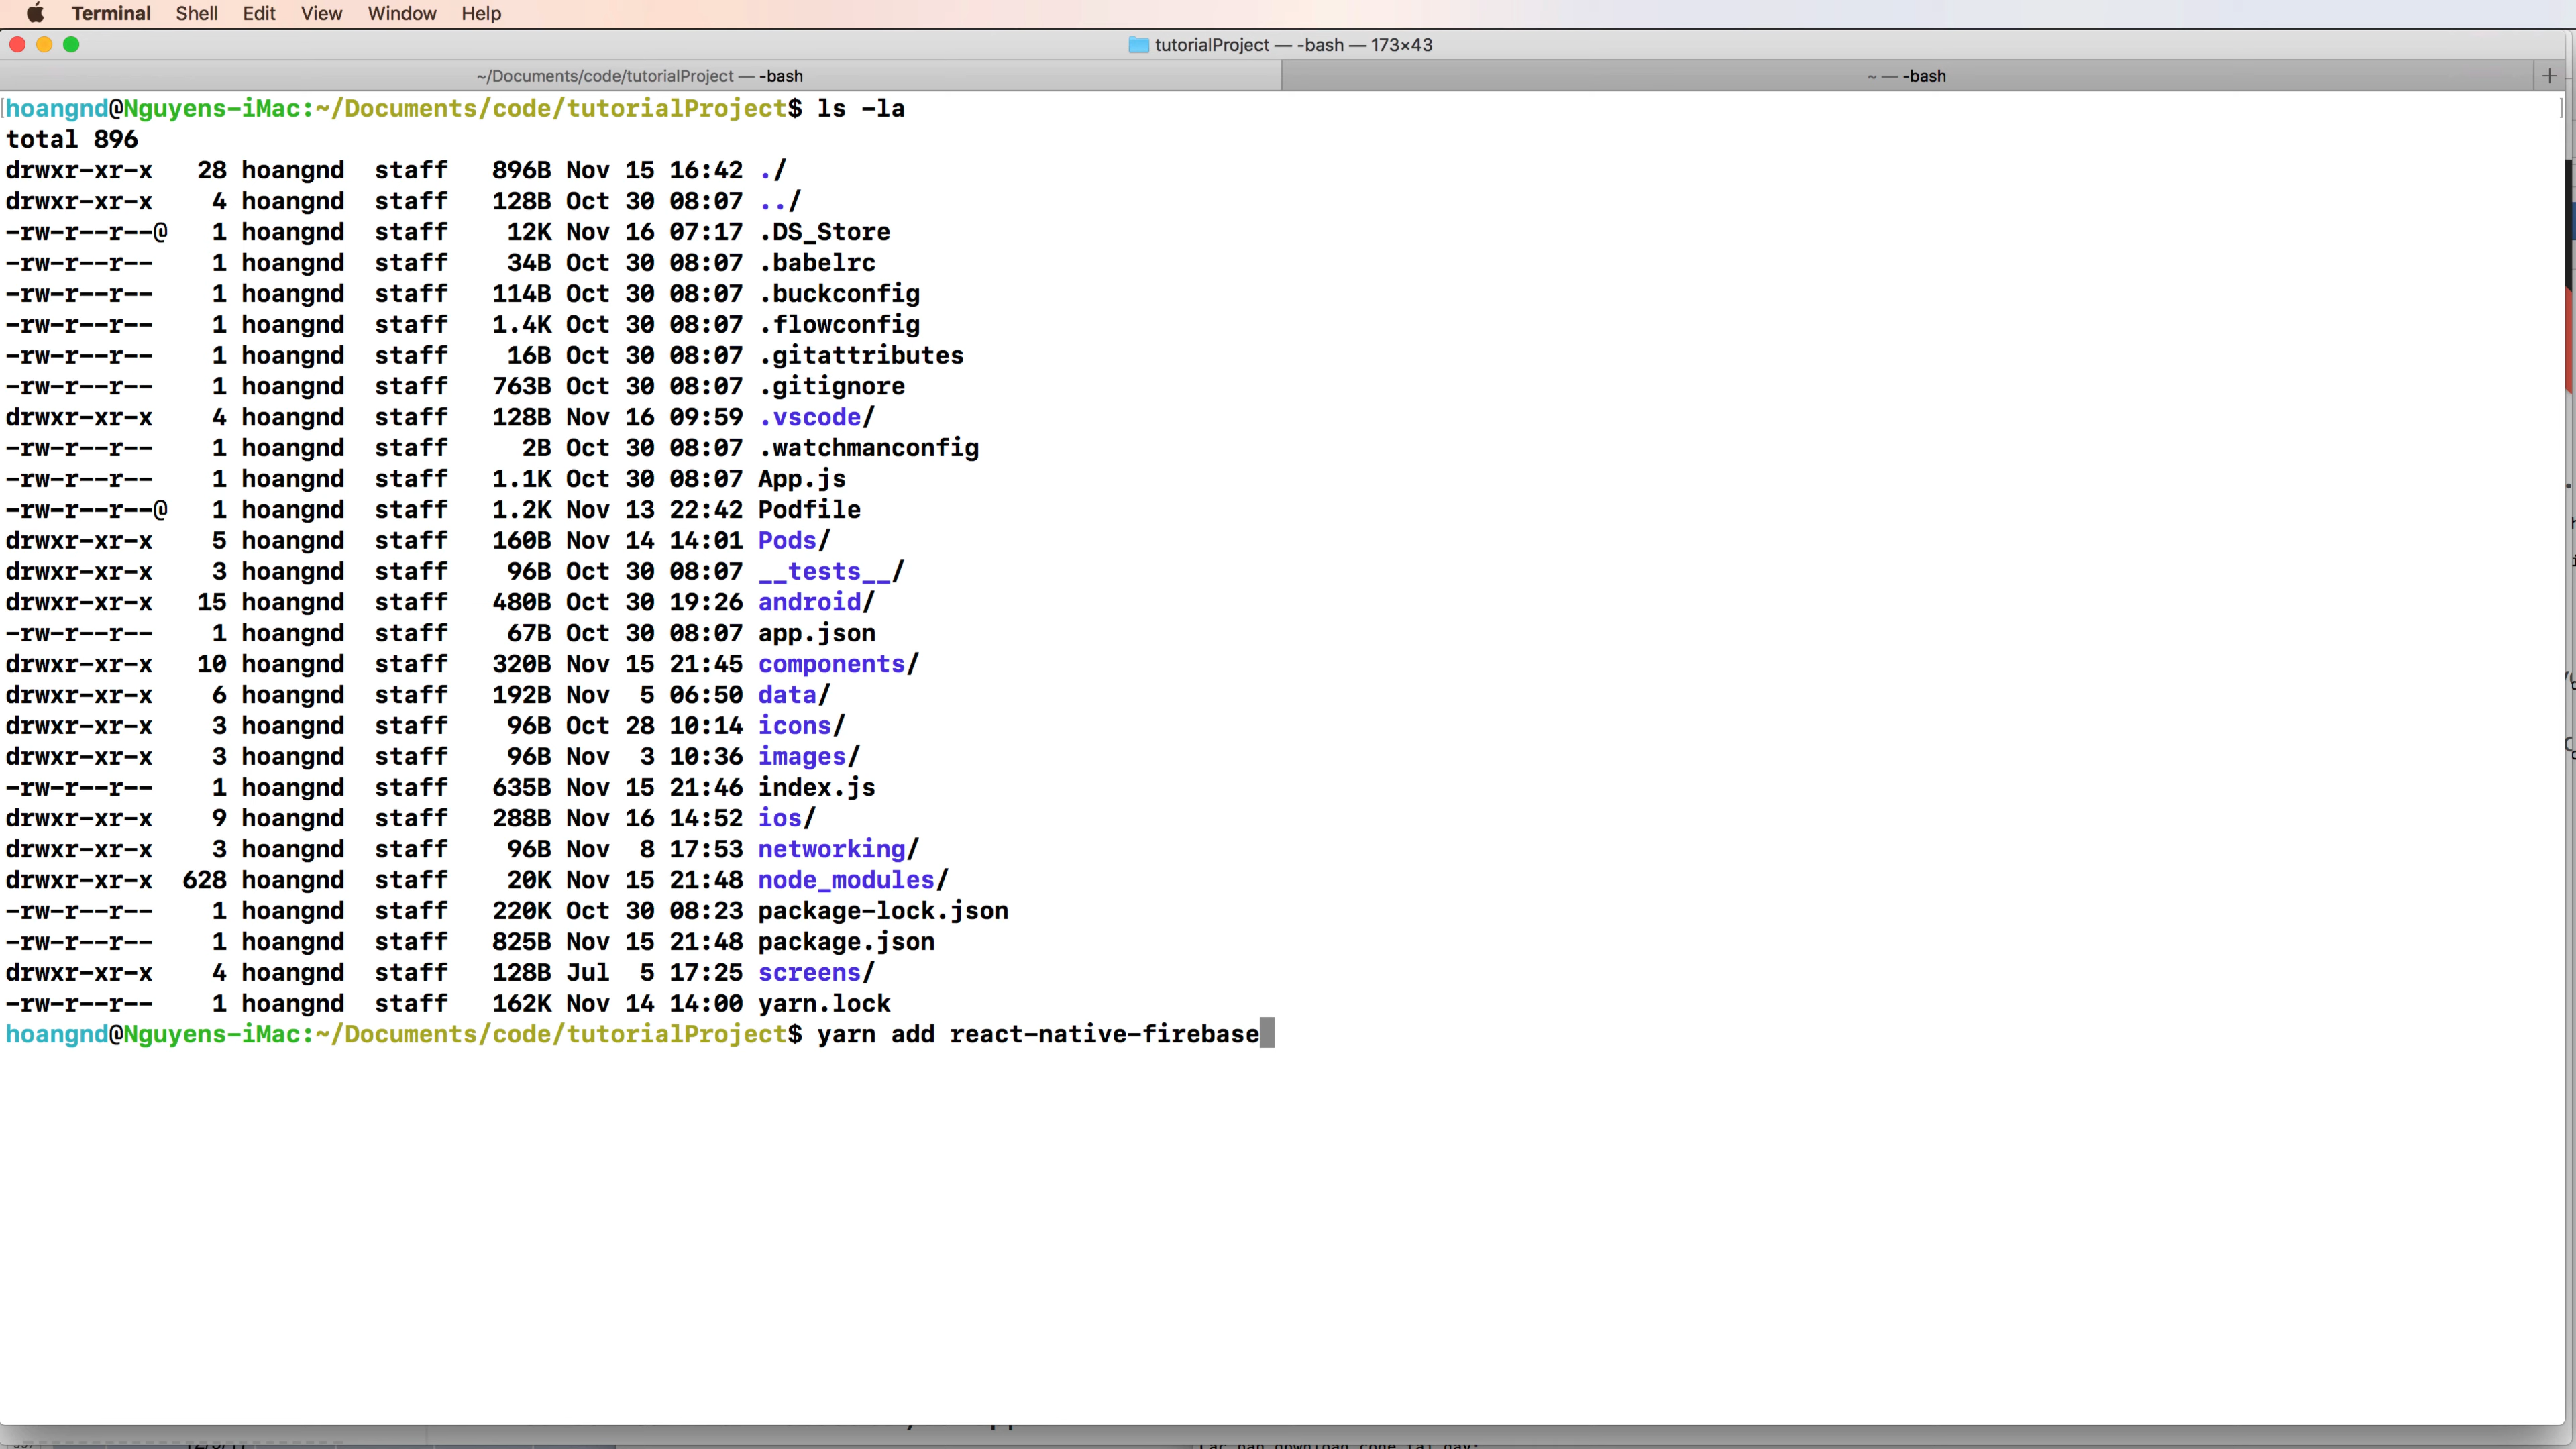 Terminal Shell Edit View Window Help
tutorialProject — -bash — 173×43
~/Documents/code/tutorialProject — -bash ~ — -bash +
hoangnd@Nguyens-iMac:~/Documents/code/tutorialProject$ ls -la
total 896
drwxr-xr-x 28 hoangnd staff 896B Nov 15 16:42 ./
drwxr-xr-x 4 hoangnd staff 128B Oct 30 08:07 ../
-rw-r--r--@ 1 hoangnd staff 12K Nov 16 07:17 .DS_Store
-rw-r--r-- 1 hoangnd staff 34B Oct 30 08:07 .babelrc
-rw-r--r-- 1 hoangnd staff 114B Oct 30 08:07 .buckconfig
-rw-r--r-- 1 hoangnd staff 1.4K Oct 30 08:07 .flowconfig
-rw-r--r-- 1 hoangnd staff 16B Oct 30 08:07 .gitattributes
-rw-r--r-- 1 hoangnd staff 763B Oct 30 08:07 .gitignore
drwxr-xr-x 4 hoangnd staff 128B Nov 16 09:59 .vscode/
-rw-r--r-- 1 hoangnd staff 2B Oct 30 08:07 .watchmanconfig
-rw-r--r-- 1 hoangnd staff 1.1K Oct 30 08:07 App.js
-rw-r--r--@ 1 hoangnd staff 1.2K Nov 13 22:42 Podfile
drwxr-xr-x 5 hoangnd staff 160B Nov 14 14:01 Pods/
drwxr-xr-x 3 hoangnd staff 96B Oct 30 08:07 __tests__/
drwxr-xr-x 15 hoangnd staff 480B Oct 30 19:26 android/
-rw-r--r-- 1 hoangnd staff 67B Oct 30 08:07 app.json
drwxr-xr-x 10 hoangnd staff 320B Nov 15 21:45 components/
drwxr-xr-x 6 hoangnd staff 192B Nov 5 06:50 data/
drwxr-xr-x 3 hoangnd staff 96B Oct 28 10:14 icons/
drwxr-xr-x 3 hoangnd staff 96B Nov 3 10:36 images/
-rw-r--r-- 1 hoangnd staff 635B Nov 15 21:46 index.js
drwxr-xr-x 9 hoangnd staff 288B Nov 16 14:52 ios/
drwxr-xr-x 3 hoangnd staff 96B Nov 8 17:53 networking/
drwxr-xr-x 628 hoangnd staff 20K Nov 15 21:48 node_modules/
-rw-r--r-- 1 hoangnd staff 220K Oct 30 08:23 package-lock.json
-rw-r--r-- 1 hoangnd staff 825B Nov 15 21:48 package.json
drwxr-xr-x 4 hoangnd staff 128B Jul 5 17:25 screens/
-rw-r--r-- 1 hoangnd staff 162K Nov 14 14:00 yarn.lock
hoangnd@Nguyens-iMac:~/Documents/code/tutorialProject$ yarn add react-native-firebase